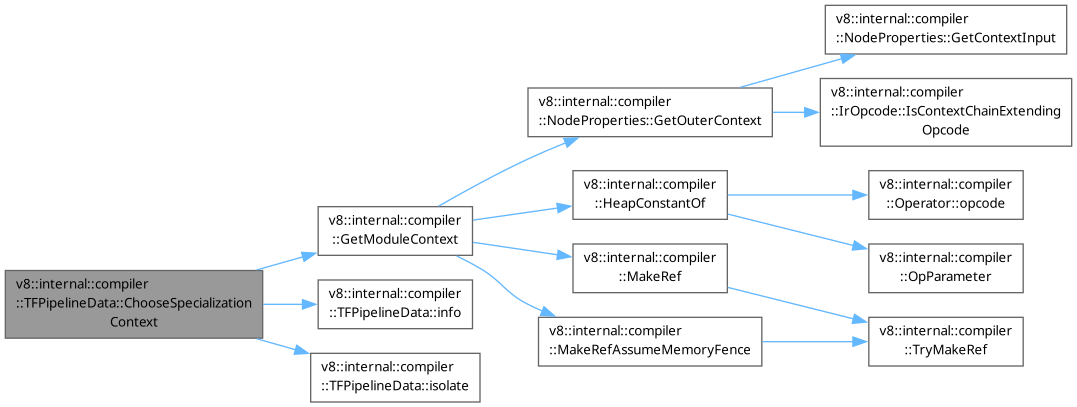 v8::internal::compiler
::TFPipelineData::ChooseSpecialization
Context
v8::internal::compiler
::GetModuleContext
v8::internal::compiler
::TFPipelineData::info
v8::internal::compiler
::TFPipelineData::isolate
v8::internal::compiler
::NodeProperties::GetOuterContext
v8::internal::compiler
::HeapConstantOf
v8::internal::compiler
::MakeRef
v8::internal::compiler
::MakeRefAssumeMemoryFence
v8::internal::compiler
::NodeProperties::GetContextInput
v8::internal::compiler
::IrOpcode::IsContextChainExtending
Opcode
v8::internal::compiler
::Operator::opcode
v8::internal::compiler
::OpParameter
v8::internal::compiler
::TryMakeRef